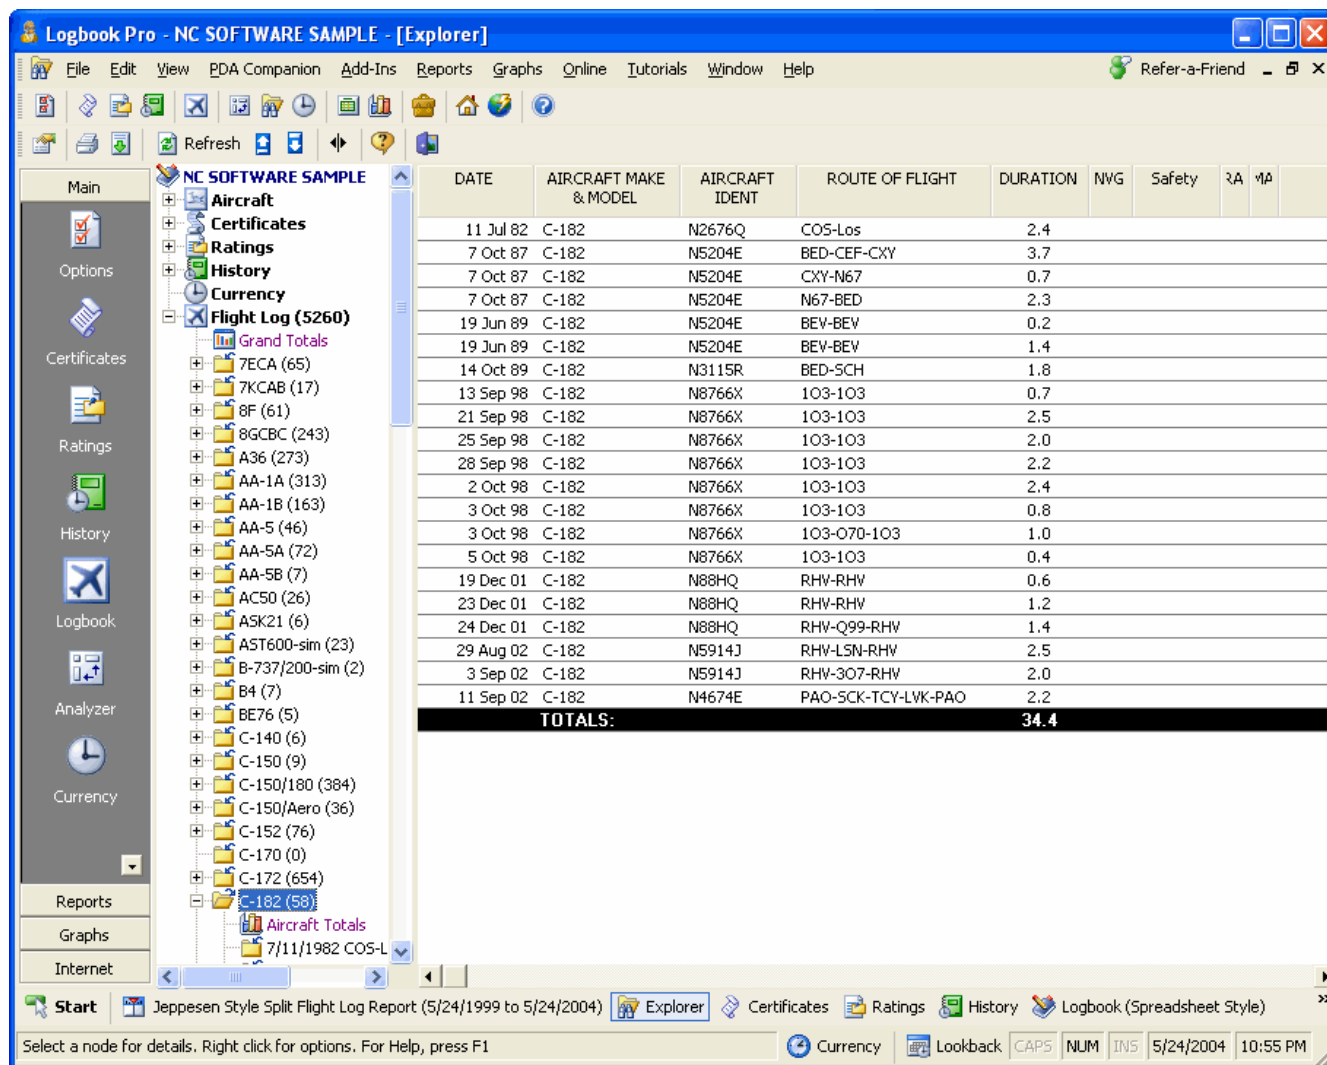 Logbook Pro - NC SOFTWARE SAMPLE - [Explorer]
File Edit View PDA Companion Add-Ins Reports Graphs Online Tutorials Window Help Refer-a-Friend
Refresh
Main
Options
Certificates
Ratings
History
Logbook
Analyzer
Currency
Reports
Graphs
Internet
NC SOFTWARE SAMPLE
Aircraft
Certificates
Ratings
History
Currency
Flight Log (5260)
Grand Totals
7ECA (65)
7KCAB (17)
8F (61)
8GCBC (243)
A36 (273)
AA-1A (313)
AA-1B (163)
AA-5 (46)
AA-5A (72)
AA-5B (7)
AC50 (26)
ASK21 (6)
AST600-sim (23)
B-737/200-sim (2)
B4 (7)
BE76 (5)
C-140 (6)
C-150 (9)
C-150/180 (384)
C-150/Aero (36)
C-152 (76)
C-170 (0)
C-172 (654)
C-182 (58)
Aircraft Totals
7/11/1982 COS-L
DATE AIRCRAFT MAKE & MODEL AIRCRAFT IDENT ROUTE OF FLIGHT DURATION NVG Safety
11 Jul 82 C-182 N2676Q COS-Los 2.4
7 Oct 87 C-182 N5204E BED-CEF-CXY 3.7
7 Oct 87 C-182 N5204E CXY-N67 0.7
7 Oct 87 C-182 N5204E N67-BED 2.3
19 Jun 89 C-182 N5204E BEV-BEV 0.2
19 Jun 89 C-182 N5204E BEV-BEV 1.4
14 Oct 89 C-182 N3115R BED-SCH 1.8
13 Sep 98 C-182 N8766X 1O3-1O3 0.7
21 Sep 98 C-182 N8766X 1O3-1O3 2.5
25 Sep 98 C-182 N8766X 1O3-1O3 2.0
28 Sep 98 C-182 N8766X 1O3-1O3 2.2
2 Oct 98 C-182 N8766X 1O3-1O3 2.4
3 Oct 98 C-182 N8766X 1O3-1O3 0.8
3 Oct 98 C-182 N8766X 1O3-O70-1O3 1.0
5 Oct 98 C-182 N8766X 1O3-1O3 0.4
19 Dec 01 C-182 N88HQ RHV-RHV 0.6
23 Dec 01 C-182 N88HQ RHV-RHV 1.2
24 Dec 01 C-182 N88HQ RHV-Q99-RHV 1.4
29 Aug 02 C-182 N5914J RHV-LSN-RHV 2.5
3 Sep 02 C-182 N5914J RHV-3O7-RHV 2.0
11 Sep 02 C-182 N4674E PAO-SCK-TCY-LVK-PAO 2.2
TOTALS: 34.4
Start Jeppesen Style Split Flight Log Report (5/24/1999 to 5/24/2004) Explorer Certificates Ratings History Logbook (Spreadsheet Style)
Select a node for details. Right click for options. For Help, press F1 Currency Lookback CAPS NUM INS 5/24/2004 10:55 PM